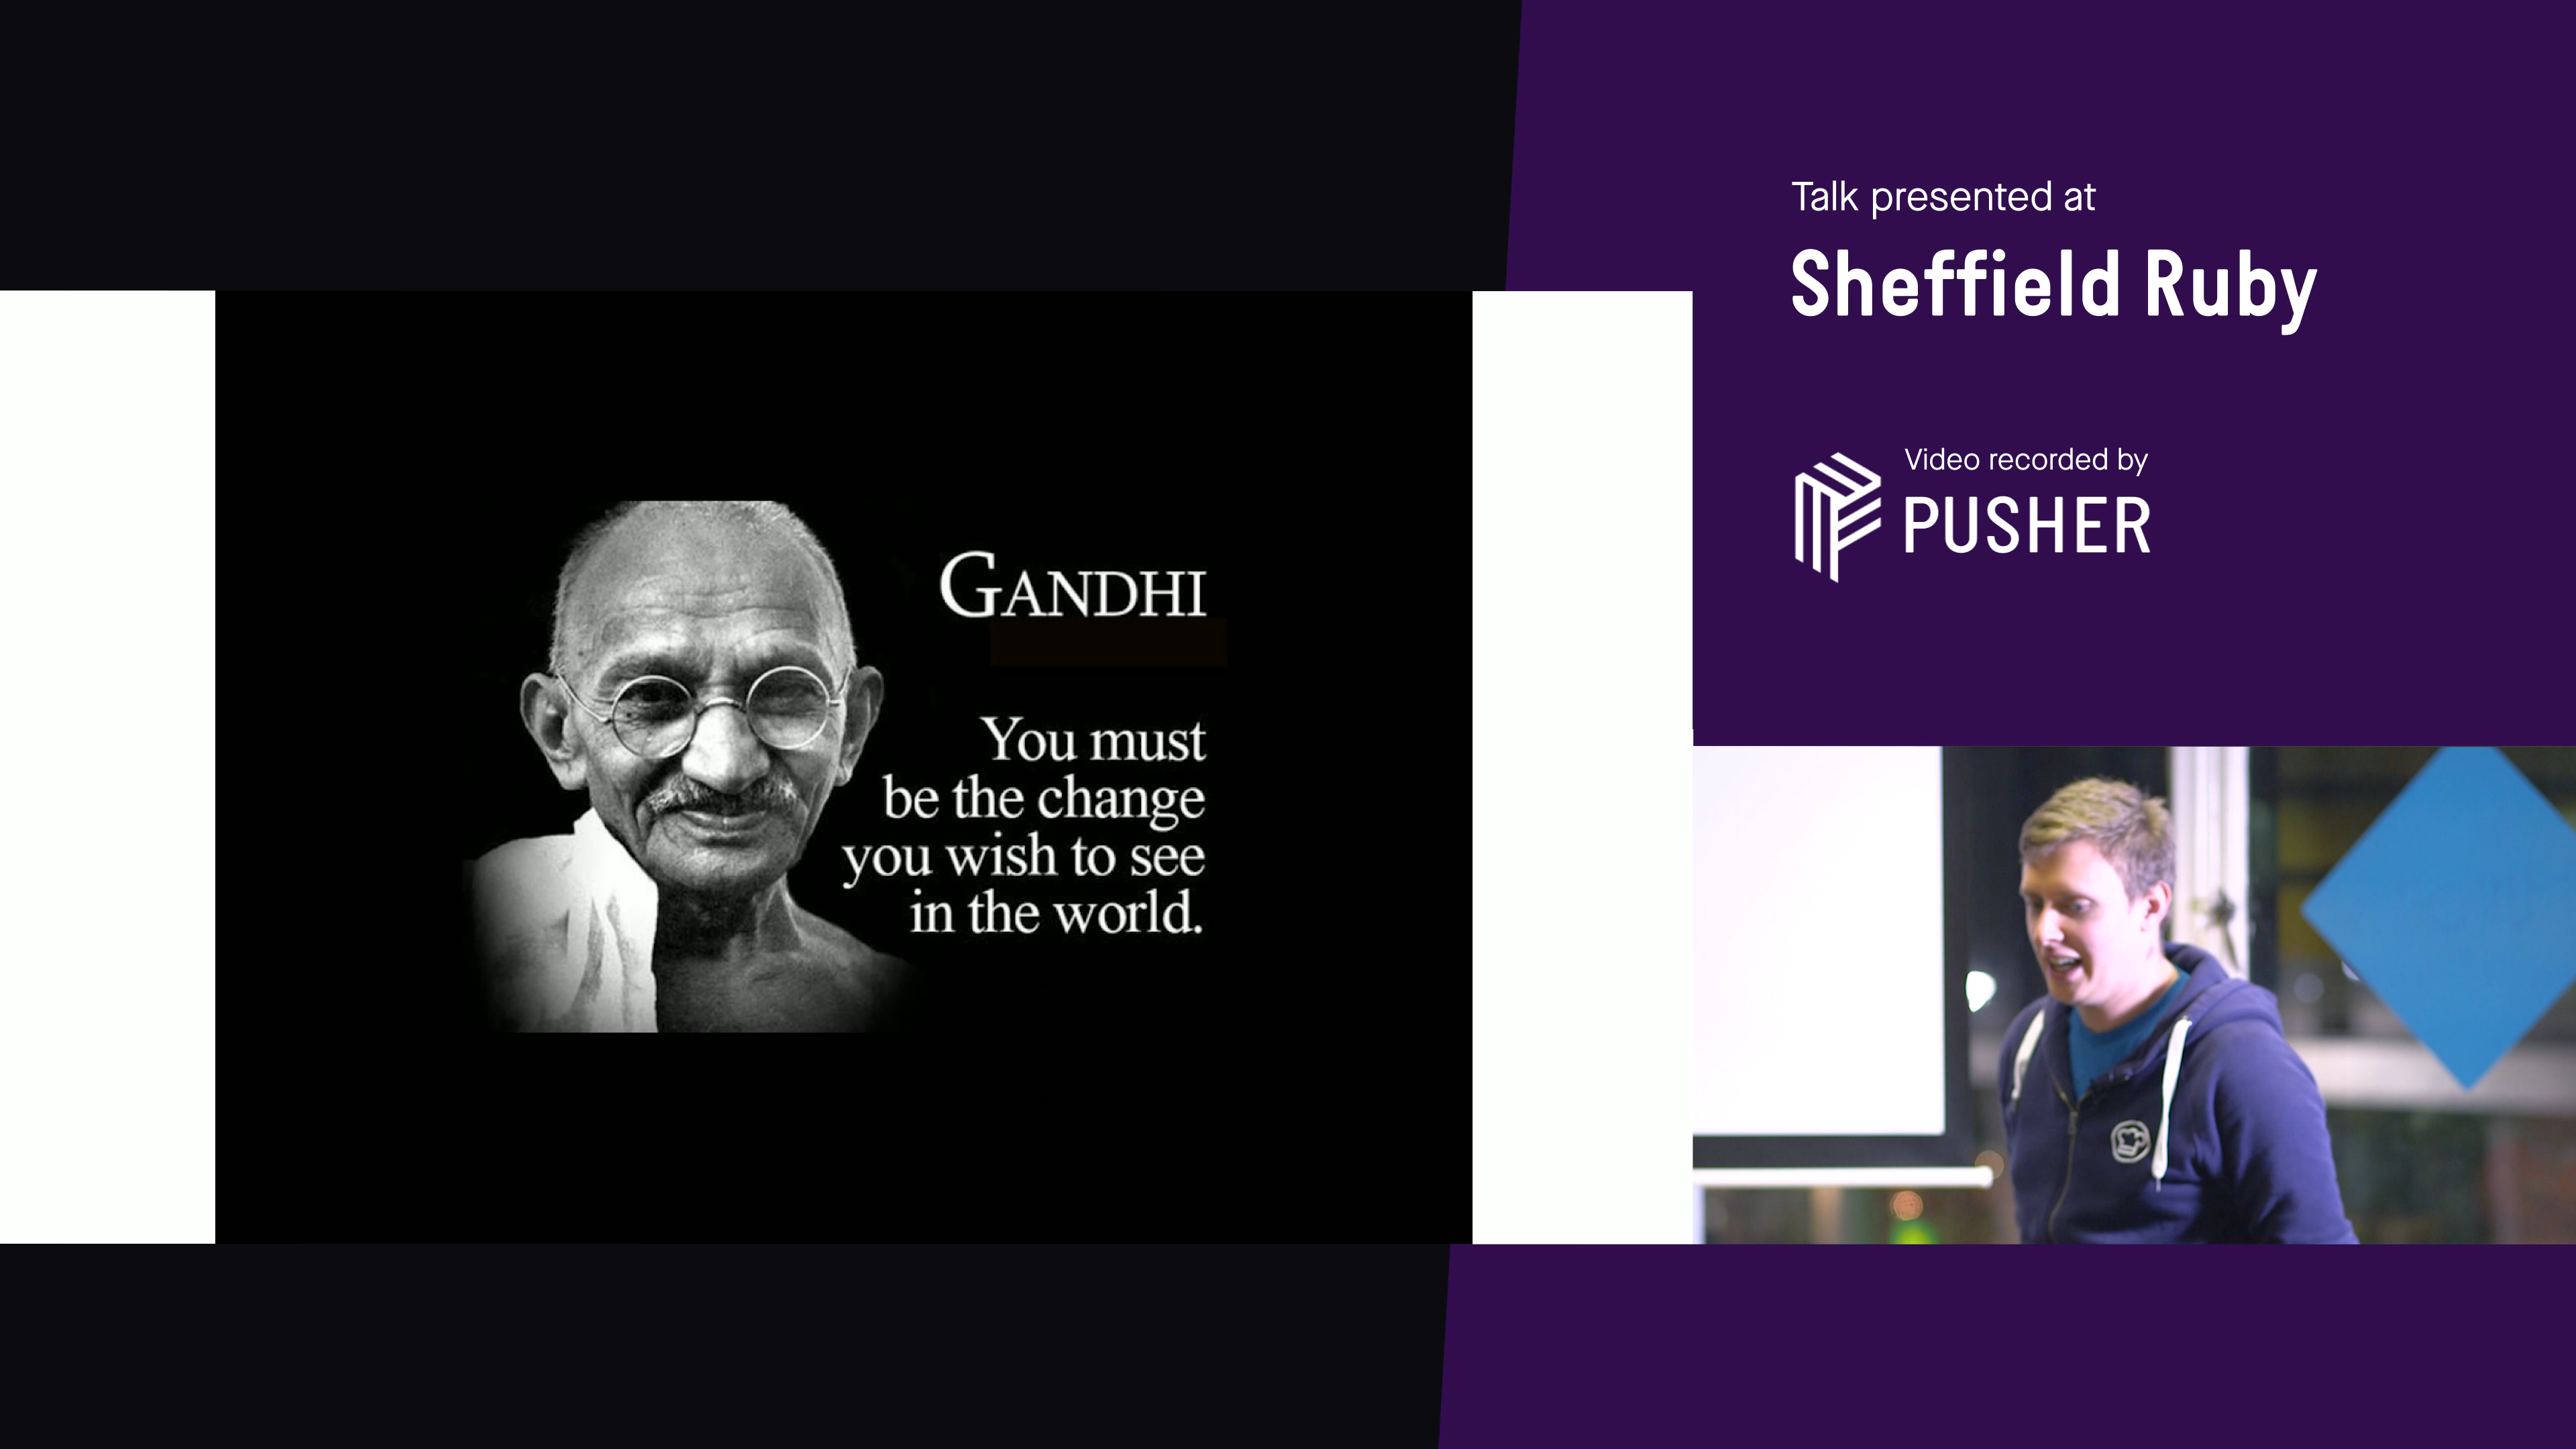 GANDHI
You must
be the change
you wish to see
in the world.
Talk presented at
Sheffield Ruby
Video recorded by
PUSHER